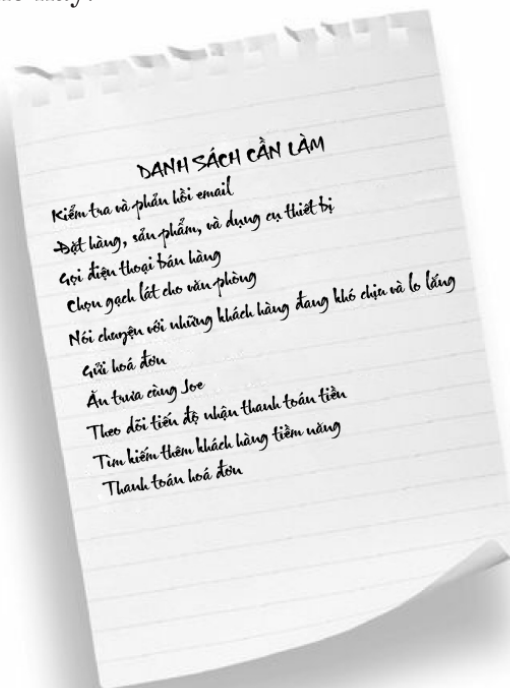 DANH SÁCH CẦN LÀM
Kiểm tra và phản hồi email
Đặt hàng, sản phẩm, và dụng cụ thiết bị
Gọi điện thoại bán hàng
Chọn gạch lát cho văn phòng
Nói chuyện với những khách hàng đang khó chịu và lo lắng
Gửi hoá đơn
Ăn trưa cùng Joe
Theo dõi tiến độ nhận thanh toán tiền
Tìm kiếm thêm khách hàng tiềm năng
Thanh toán hoá đơn